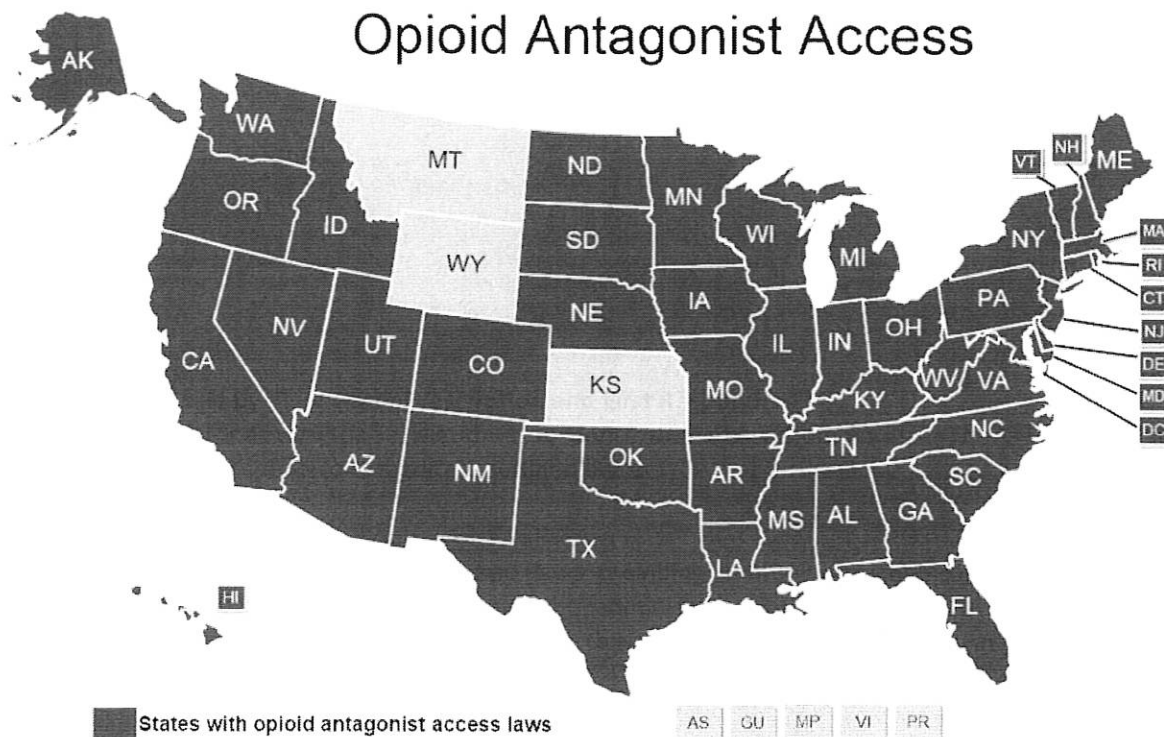 Opioid Antagonist Access
AK
WA
MT
ND
MN
VT
NH
ME
OR
ID
SD
WI
MI
NY
MA
WY
RI
IA
PA
CT
NE
NV
UT
CO
IL
IN
OH
NJ
CA
DE
KS
MO
WV
VA
MD
KY
DC
NC
TN
AZ
NM
OK
AR
SC
MS
AL
GA
TX
LA
HI
FL
States with opioid antagonist access laws
AS GU MP VI PR